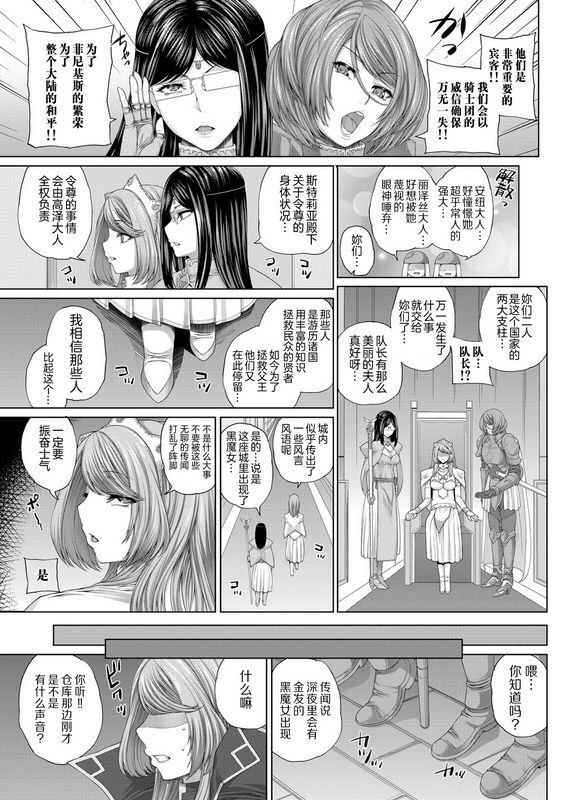 他们是
非常重要的
宾客!!
我们会以
骑士团的
威信确保
万无一失!!
为了
菲尼基斯的繁荣
为了
整个大陆的和平!!
解散?
安纽大人
好憧憬她
超乎常人的
强大…
丽泽丝大人
好想被她
蔑视的
眼神唾弃
妳们…
斯特莉亚殿下
关于令尊的
身体状况…
令尊的事情
会由高泽大人
全权负责
妳们二人
是这个国家的
两大支柱…
队…
队长!?
万一发生了
什么事
就交给
妳们了…
队长有那么
美丽的夫人
真好呀…
那些人
是游历诸国
用丰富的知识
拯救民众的贤者
如今为了
拯救父王
他们又
在此停留…
我相信那些人
比起这个…
城内
似乎传出了
一些风言
风语呢
是的…说是
这座城里出现了
黑魔女…
不是什么大事
不要被这些
无聊的传闻
打乱了阵脚
一定要
振奋士气
是
喂…
你知道吗?
传闻说
深夜里会有
金发的
黑魔女出现
什么嘛
你听!!
仓库那边刚才
是不是
有什么声音?